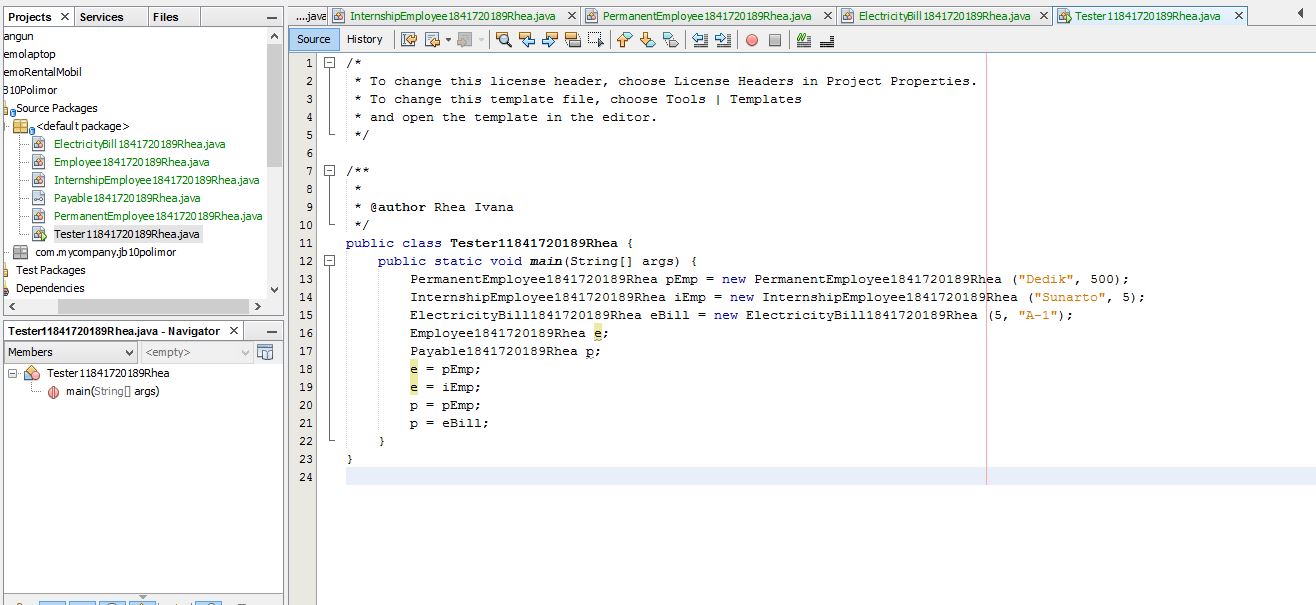 Projects Services Files
angun
emolaptop
emoRentalMobil
B10Polimor
Source Packages
<default package>
ElectricityBill1841720189Rhea.java
Employee1841720189Rhea.java
InternshipEmployee1841720189Rhea.java
Payable1841720189Rhea.java
PermanentEmployee1841720189Rhea.java
Tester11841720189Rhea.java
com.mycompany.jb10polimor
Test Packages
Dependencies
Tester11841720189Rhea.java - Navigator
Members <empty>
Tester11841720189Rhea
main(String[] args)
....java InternshipEmployee1841720189Rhea.java PermanentEmployee1841720189Rhea.java ElectricityBill1841720189Rhea.java Tester11841720189Rhea.java
Source History
1 /*
2 * To change this license header, choose License Headers in Project Properties.
3 * To change this template file, choose Tools | Templates
4 * and open the template in the editor.
5 */
6
7 /**
8 *
9 * @author Rhea Ivana
10 */
11 public class Tester11841720189Rhea {
12 public static void main(String[] args) {
13 PermanentEmployee1841720189Rhea pEmp = new PermanentEmployee1841720189Rhea ("Dedik", 500);
14 InternshipEmployee1841720189Rhea iEmp = new InternshipEmployee1841720189Rhea ("Sunarto", 5);
15 ElectricityBill1841720189Rhea eBill = new ElectricityBill1841720189Rhea (5, "A-1");
16 Employee1841720189Rhea e;
17 Payable1841720189Rhea p;
18 e = pEmp;
19 e = iEmp;
20 p = pEmp;
21 p = eBill;
22 }
23 }
24